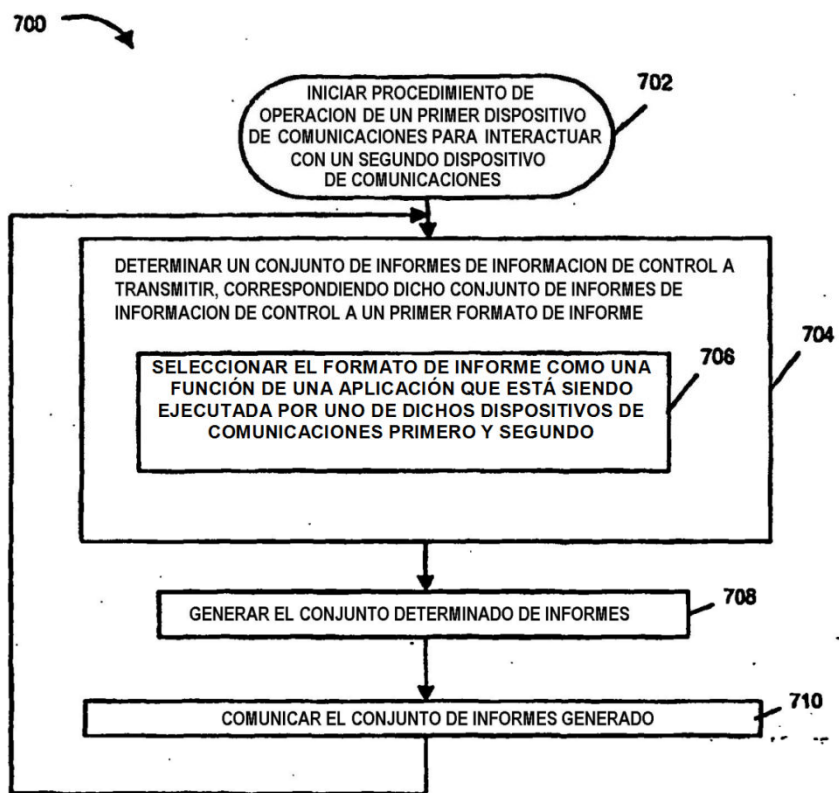 700
INICIAR PROCEDIMIENTO DE
OPERACION DE UN PRIMER DISPOSITIVO
DE COMUNICACIONES PARA INTERACTUAR
CON UN SEGUNDO DISPOSITIVO
DE COMUNICACIONES
702
DETERMINAR UN CONJUNTO DE INFORMES DE INFORMACION DE CONTROL A
TRANSMITIR, CORRESPONDIENDO DICHO CONJUNTO DE INFORMES DE
INFORMACION DE CONTROL A UN PRIMER FORMATO DE INFORME
704
SELECCIONAR EL FORMATO DE INFORME COMO UNA
FUNCIÓN DE UNA APLICACIÓN QUE ESTÁ SIENDO
EJECUTADA POR UNO DE DICHOS DISPOSITIVOS DE
COMUNICACIONES PRIMERO Y SEGUNDO
706
GENERAR EL CONJUNTO DETERMINADO DE INFORMES
708
COMUNICAR EL CONJUNTO DE INFORMES GENERADO
710